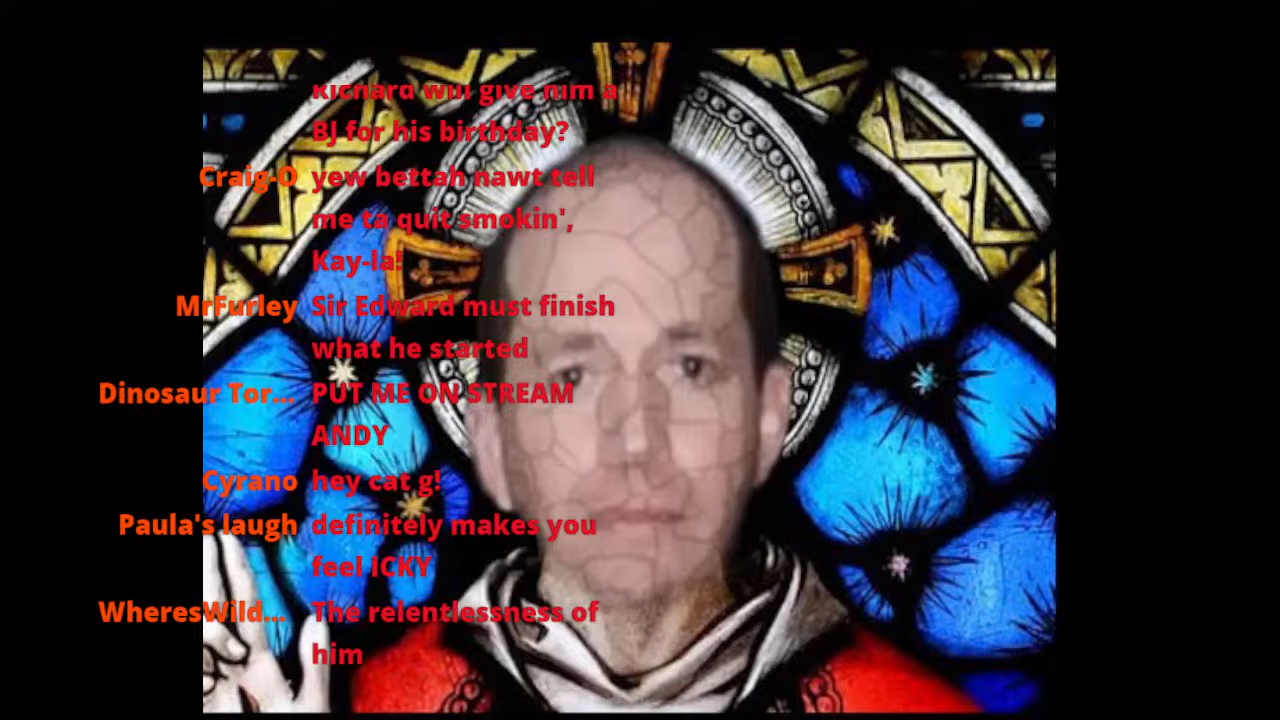 Richard will give him a
BJ for his birthday?
Craig-O yew bettah nawt tell
me ta quit smokin',
Kay-la!
MrFurley Sir Edward must finish
what he started
Dinosaur Tor... PUT ME ON STREAM
ANDY
Cyrano hey cat g!
Paula's laugh definitely makes you
feel ICKY
WheresWild... The relentlessness of
him